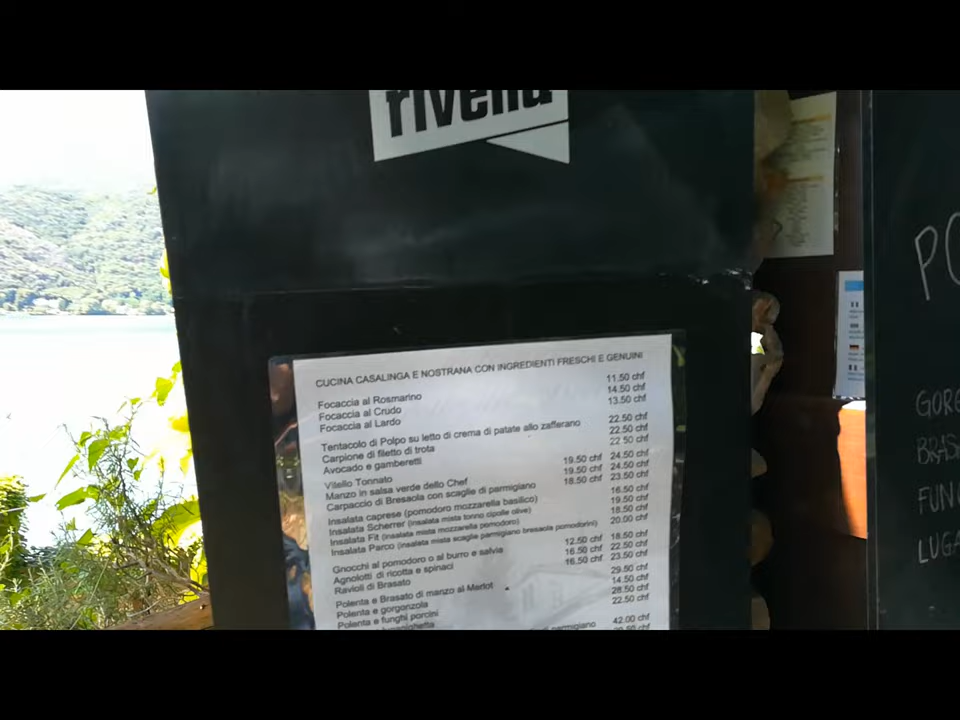 rivella
CUCINA CASALINGA E NOSTRANA CON INGREDIENTI FRESCHI E GENUINI
Focaccia al Rosmarino 11.50 chf
Focaccia al Crudo 14.50 chf
Focaccia al Lardo 13.50 chf
Tentacolo di Polpo su letto di crema di patate allo zafferano 22.50 chf
Carpione di filetto di trota 22.50 chf
Avocado e gamberetti 22.50 chf
Vitello Tonnato 19.50 chf 24.50 chf
Manzo in salsa verde dello Chef 19.50 chf 24.50 chf
Carpaccio di Bresaola con scaglie di parmigiano 18.50 chf 23.50 chf
Insalata caprese (pomodoro mozzarella basilico) 16.50 chf
Insalata Scherrer (insalata mista tonno cipolle olive) 19.50 chf
Insalata Fit (insalata mista mozzarella pomodoro) 18.50 chf
Insalata Parco (insalata mista scaglie parmigiano bresaola pomodorini) 20.00 chf
Gnocchi al pomodoro o al burro e salvia 12.50 chf 18.50 chf
Agnolotti di ricotta e spinaci 16.50 chf 22.50 chf
Ravioli di Brasato 16.50 chf 23.50 chf
Polenta e Brasato di manzo al Merlot 29.50 chf
Polenta e gorgonzola 14.50 chf
Polenta e funghi porcini 28.50 chf
22.50 chf
parmigiano 42.00 chf
PO
GORG
BRAS
FUN
LUGA